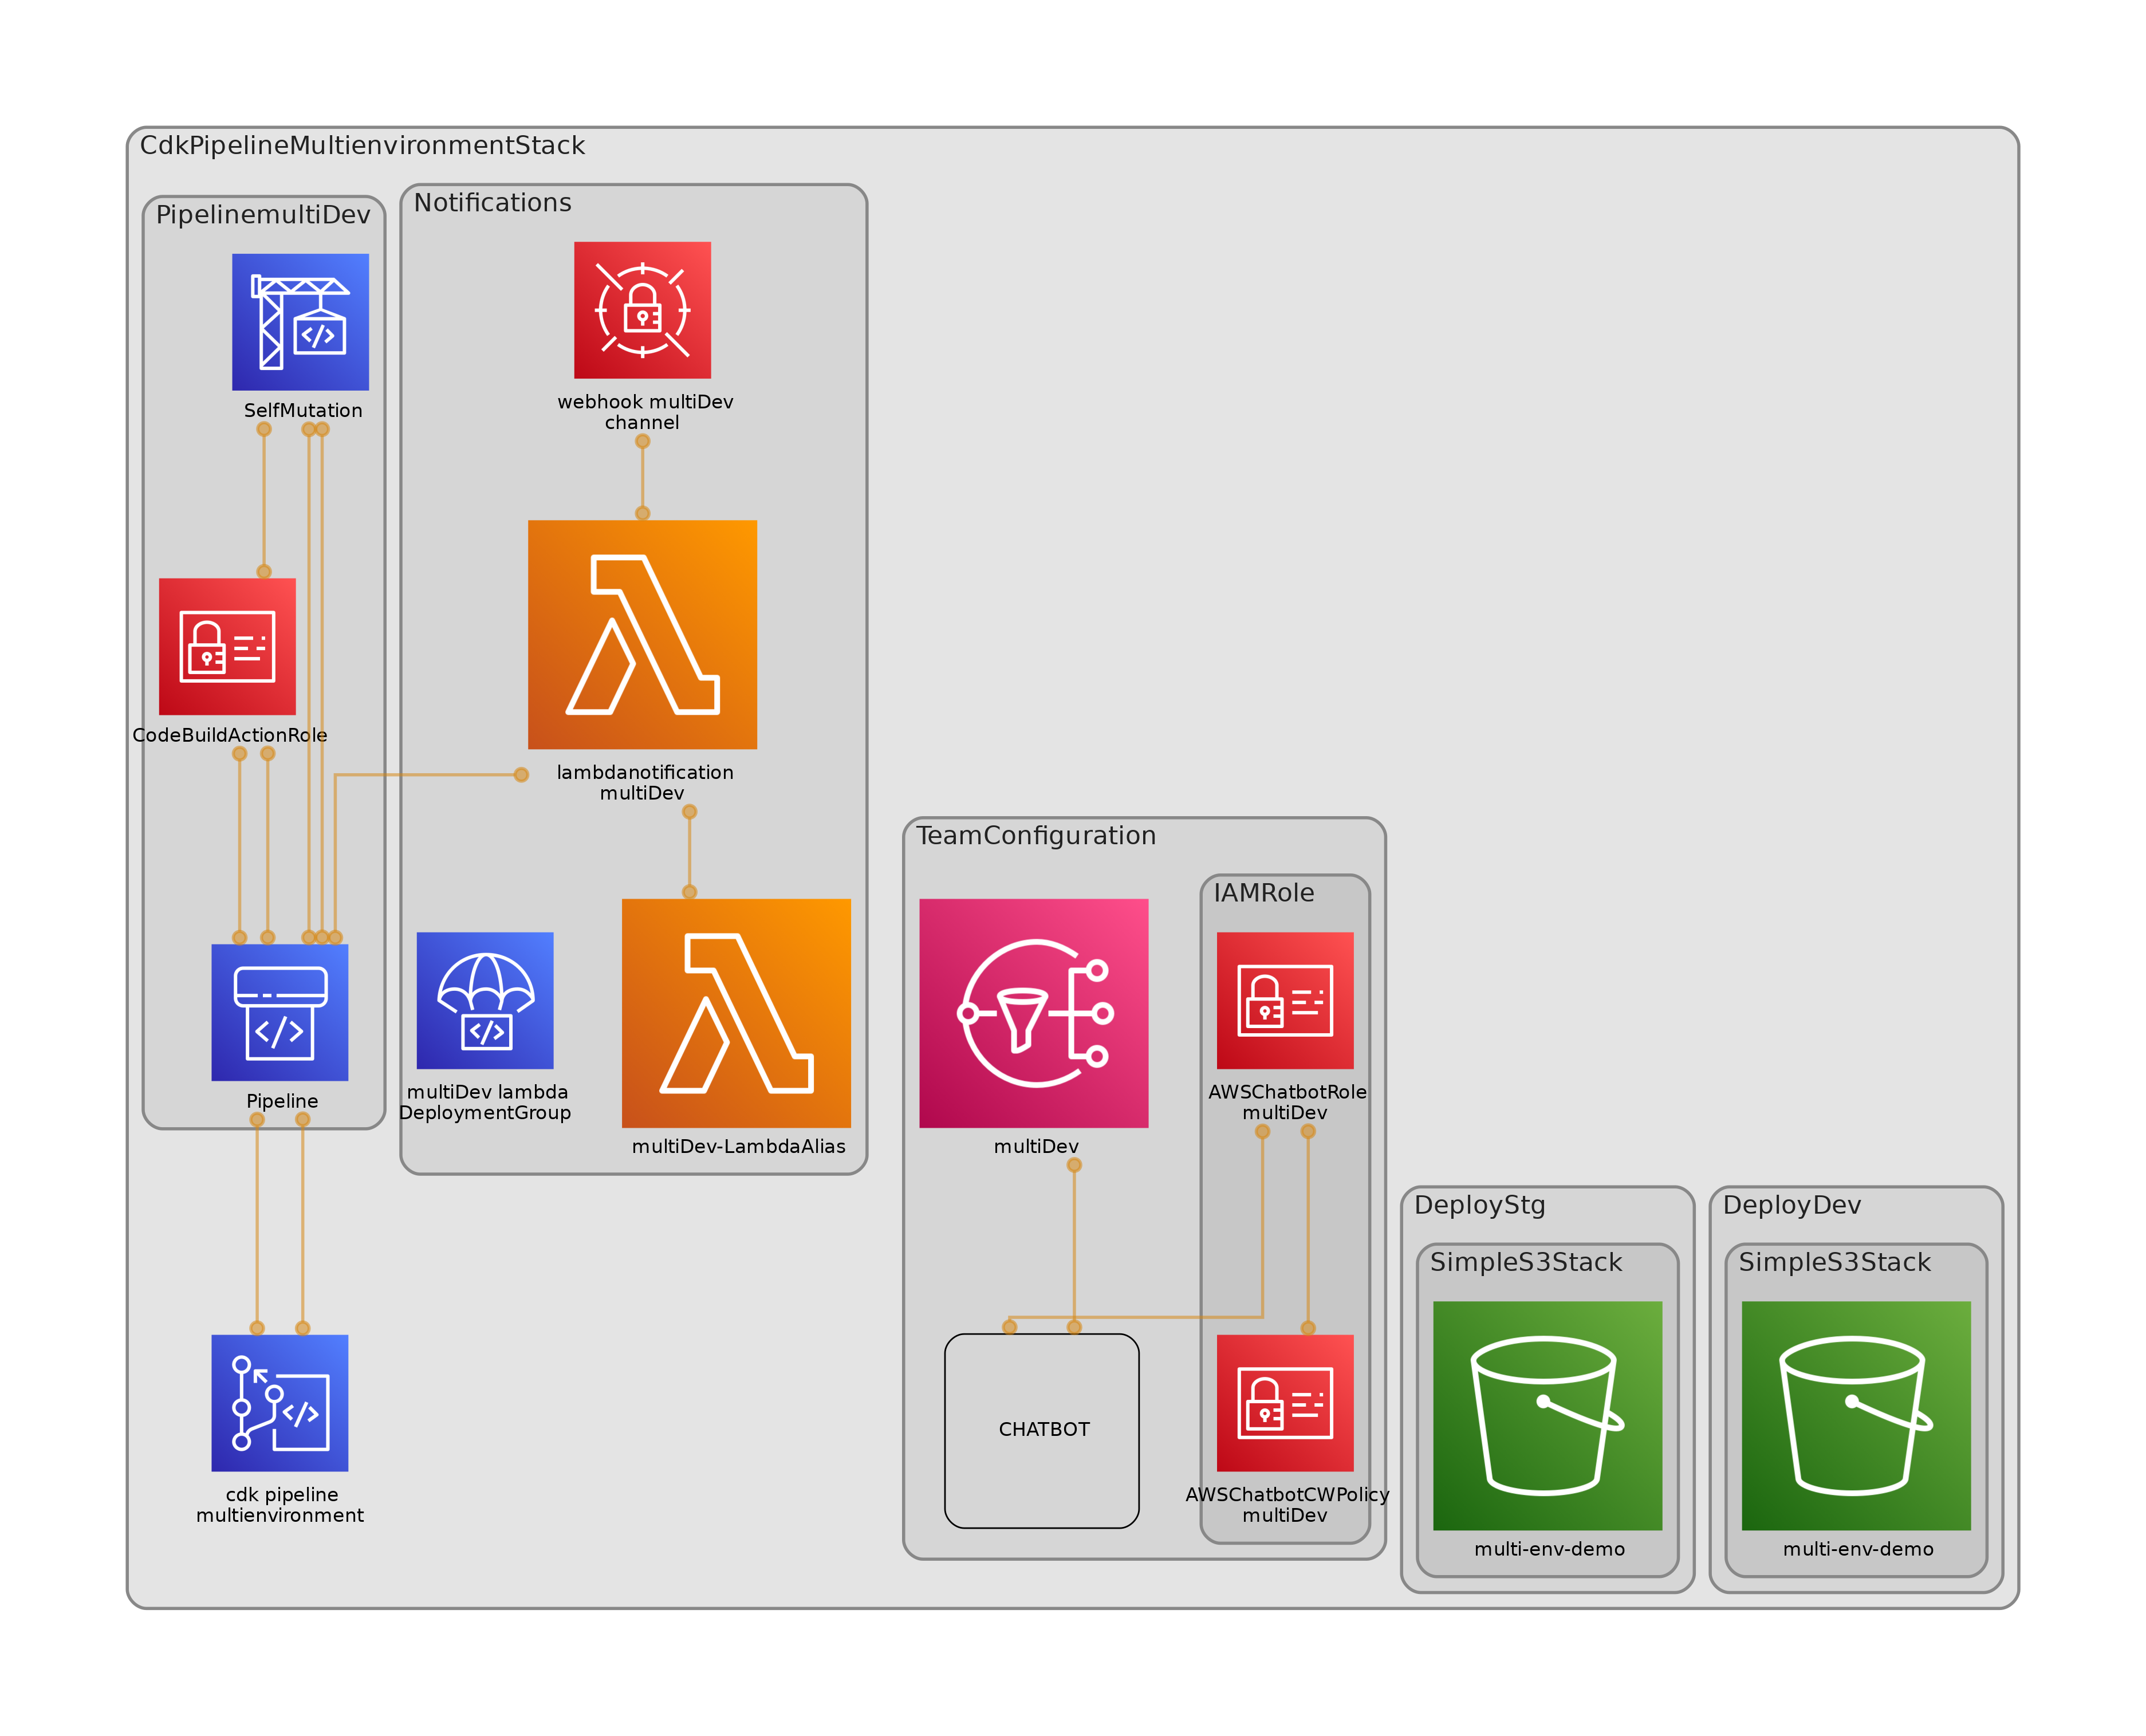 CdkPipelineMultienvironmentStack
PipelinemultiDev
SelfMutation
CodeBuildActionRole
Pipeline
cdk pipeline
multienvironment
Notifications
webhook multiDev
channel
lambdanotification
multiDev
multiDev lambda
DeploymentGroup
multiDev-LambdaAlias
TeamConfiguration
multiDev
CHATBOT
IAMRole
AWSChatbotRole
multiDev
AWSChatbotCWPolicy
multiDev
DeployStg
SimpleS3Stack
multi-env-demo
DeployDev
SimpleS3Stack
multi-env-demo